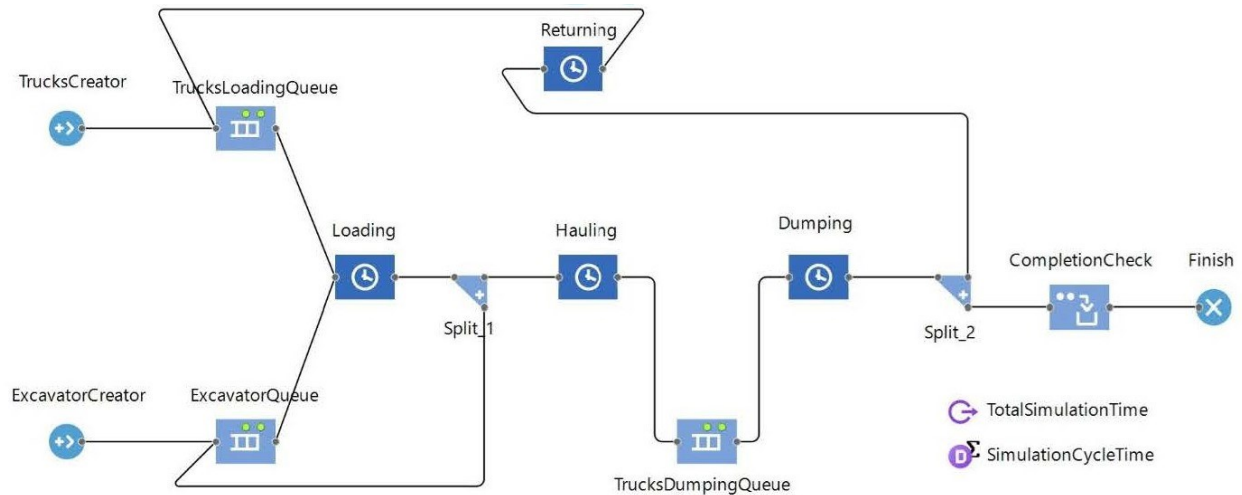 Returning
TrucksCreator
TrucksLoadingQueue
Loading
Hauling
Dumping
CompletionCheck
Finish
Split_1
Split_2
ExcavatorCreator
ExcavatorQueue
TotalSimulationTime
D Σ SimulationCycleTime
TrucksDumpingQueue